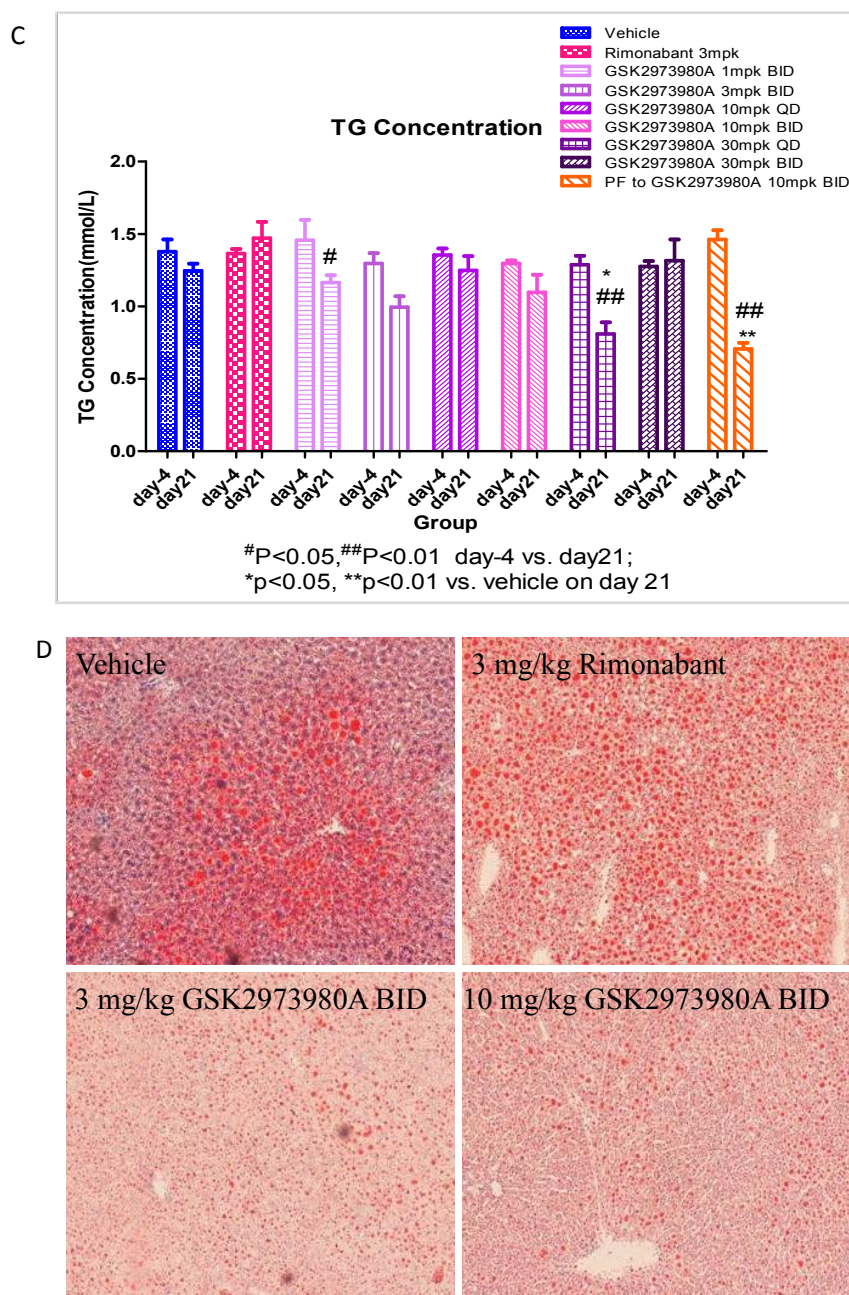 C
Vehicle
Rimonabant 3mpk
GSK2973980A 1mpk BID
GSK2973980A 3mpk BID
GSK2973980A 10mpk QD
GSK2973980A 10mpk BID
GSK2973980A 30mpk QD
GSK2973980A 30mpk BID
PF to GSK2973980A 10mpk BID
TG Concentration
TG Concentration(mmol/L)
2.0
1.5
1.0
0.5
0.0
#
*
##
##
**
day-4 day21 day-4 day21 day-4 day21 day-4 day21 day-4 day21 day-4 day21 day-4 day21 day-4 day21 day-4 day21
Group
#P<0.05,##P<0.01 day-4 vs. day21;
*p<0.05, **p<0.01 vs. vehicle on day 21
D
Vehicle
3 mg/kg Rimonabant
3 mg/kg GSK2973980A BID
10 mg/kg GSK2973980A BID